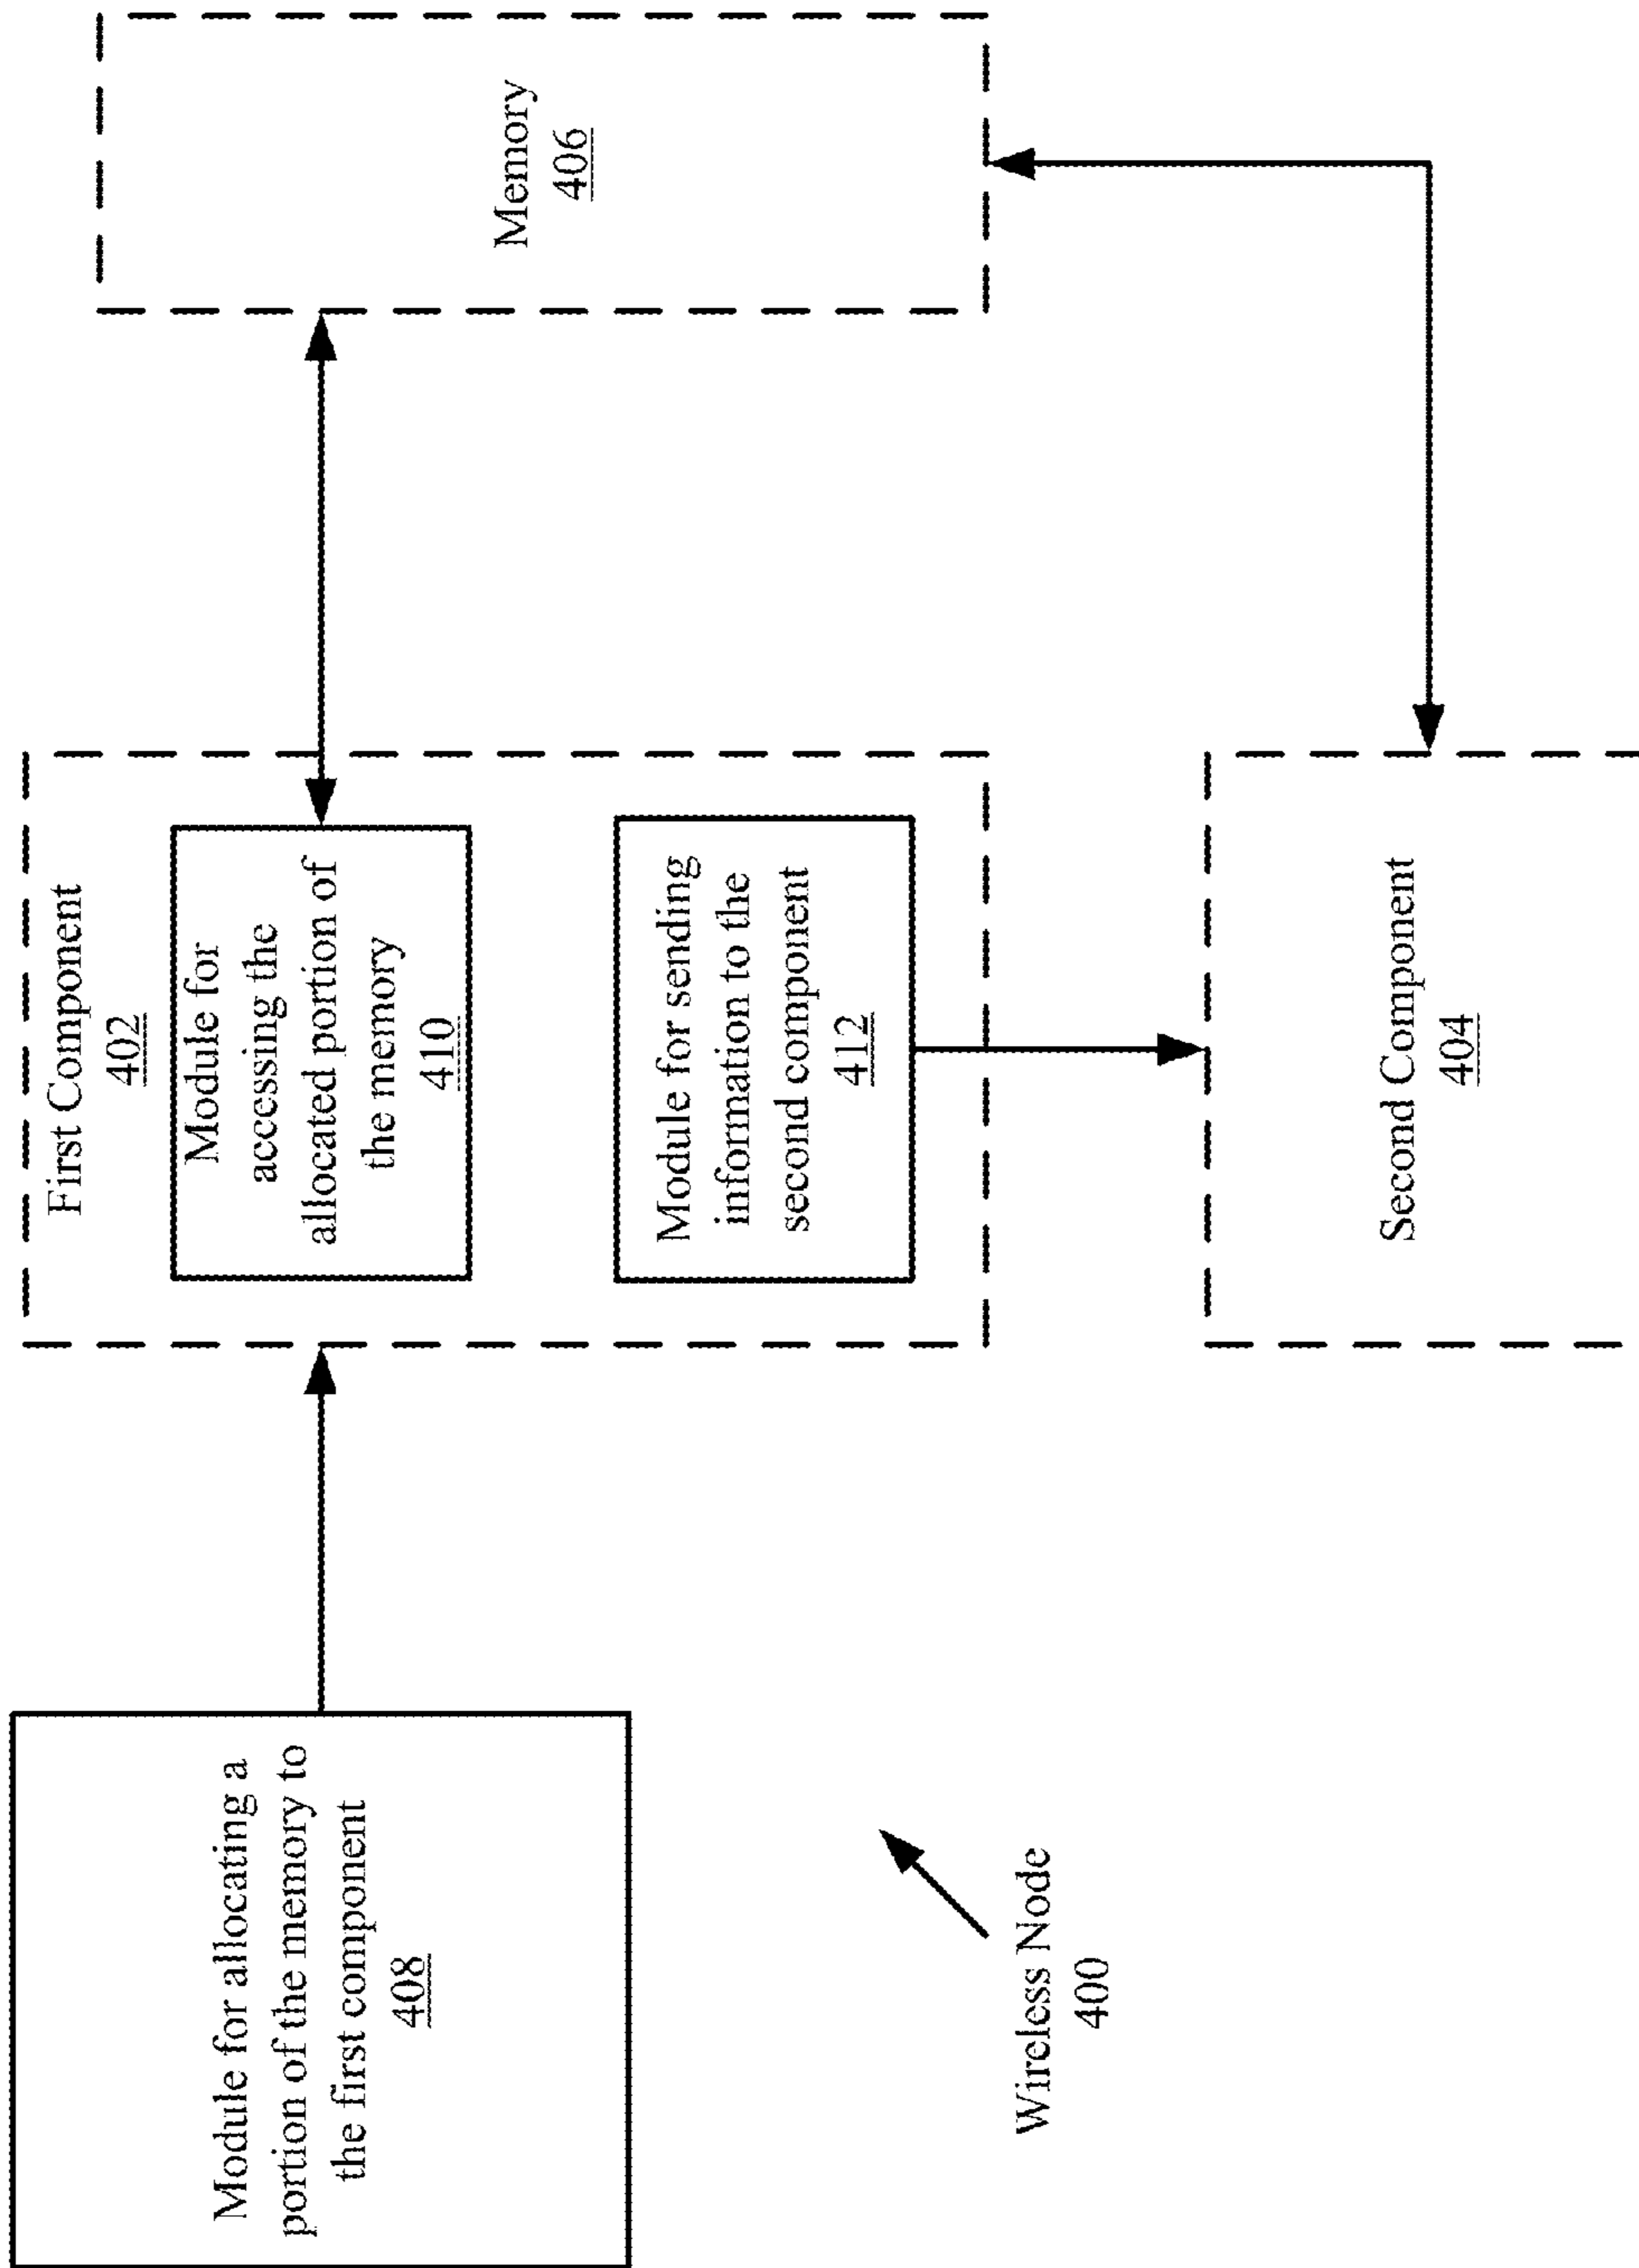 Module for allocating a
portion of the memory to
the first component
408
First Component
402
Module for
accessing the
allocated portion of
the memory
410
Module for sending
information to the
second component
412
Memory
406
Second Component
404
Wireless Node
400